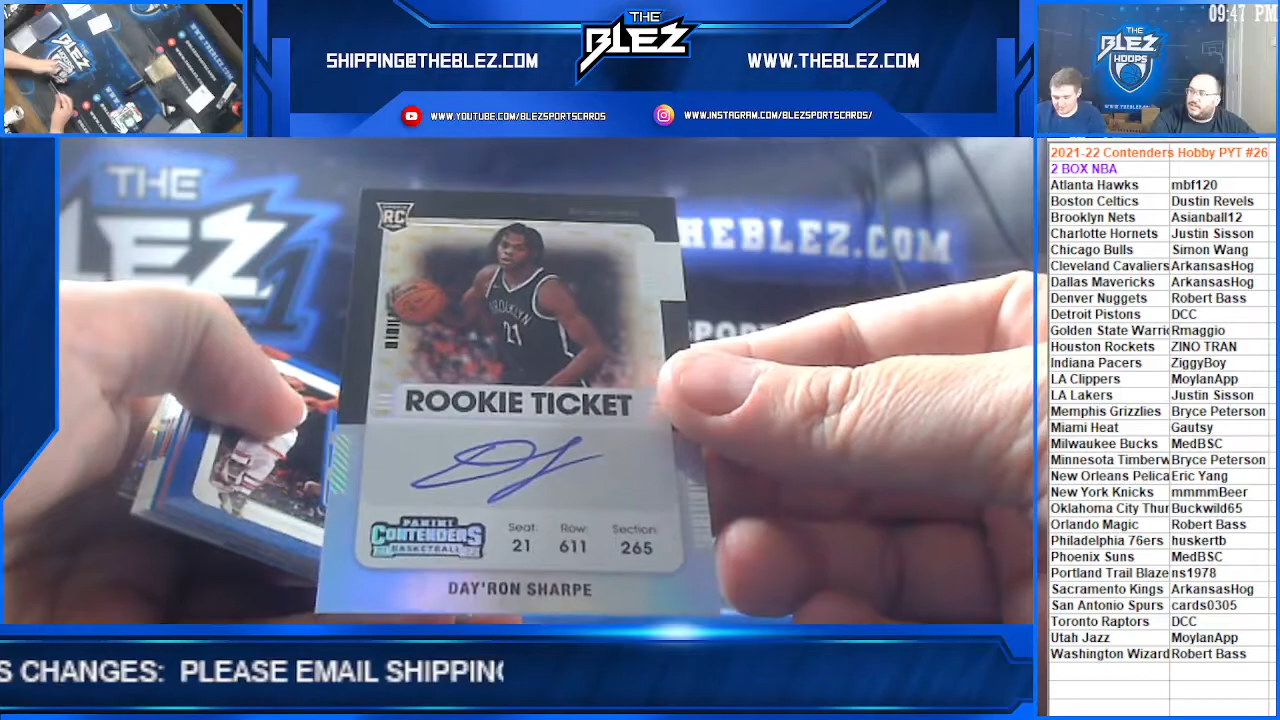 SHIPPING@THEBLEZ.COM
THE
BLEZ
WWW.THEBLEZ.COM
09:47 PM
WWW.YOUTUBE.COM/BLEZSPORTSCARDS
WWW.INSTAGRAM.COM/BLEZSPORTSCARDS/
THE
BLEZ
HOOPS
THE
BLEZ
HEBLEZ.COM
RC
BROOKLYN
21
ROOKIE TICKET
PANINI
CONTENDERS
BASKETBALL
Seat: Row: Section:
21 611 265
DAY'RON SHARPE
2021-22 Contenders Hobby PYT #26
2 BOX NBA
Atlanta Hawks mbf120
Boston Celtics Dustin Revels
Brooklyn Nets Asianball12
Charlotte Hornets Justin Sisson
Chicago Bulls Simon Wang
Cleveland Cavaliers ArkansasHog
Dallas Mavericks ArkansasHog
Denver Nuggets Robert Bass
Detroit Pistons DCC
Golden State Warrio Rmaggio
Houston Rockets ZINO TRAN
Indiana Pacers ZiggyBoy
LA Clippers MoylanApp
LA Lakers Justin Sisson
Memphis Grizzlies Bryce Peterson
Miami Heat Gautsy
Milwaukee Bucks MedBSC
Minnesota Timberw Bryce Peterson
New Orleans Pelica Eric Yang
New York Knicks mmmmBeer
Oklahoma City Thur Buckwild65
Orlando Magic Robert Bass
Philadelphia 76ers huskertb
Phoenix Suns MedBSC
Portland Trail Blaze ns1978
Sacramento Kings ArkansasHog
San Antonio Spurs cards0305
Toronto Raptors DCC
Utah Jazz MoylanApp
Washington Wizard Robert Bass
S CHANGES: PLEASE EMAIL SHIPPING